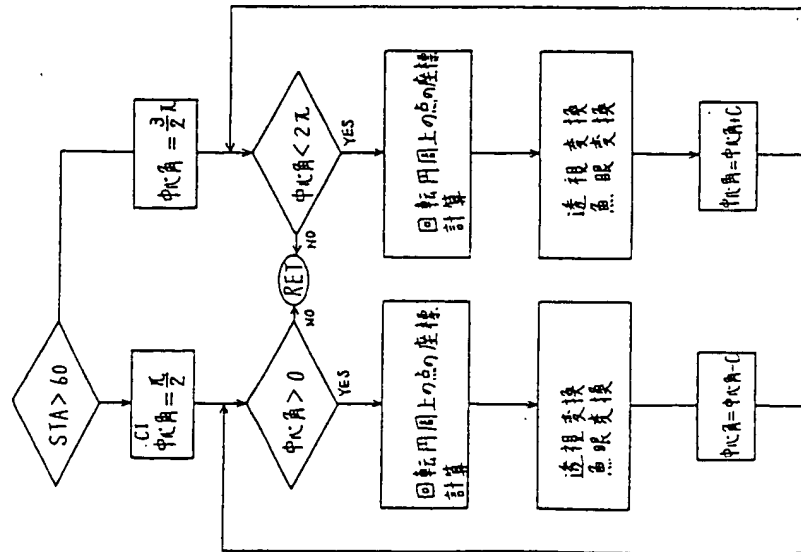 STA>60
CI
中心角=π/2
中心角=3/2π
中心角>0
NO
RET
NO
中心角<2π
YES
YES
回転円周上の点の座標
計算
回転円周上の点の座標
計算
透視変換
魚眼変換
透視変換
魚眼変換
中心角=中心角-C
中心角=中心角+C